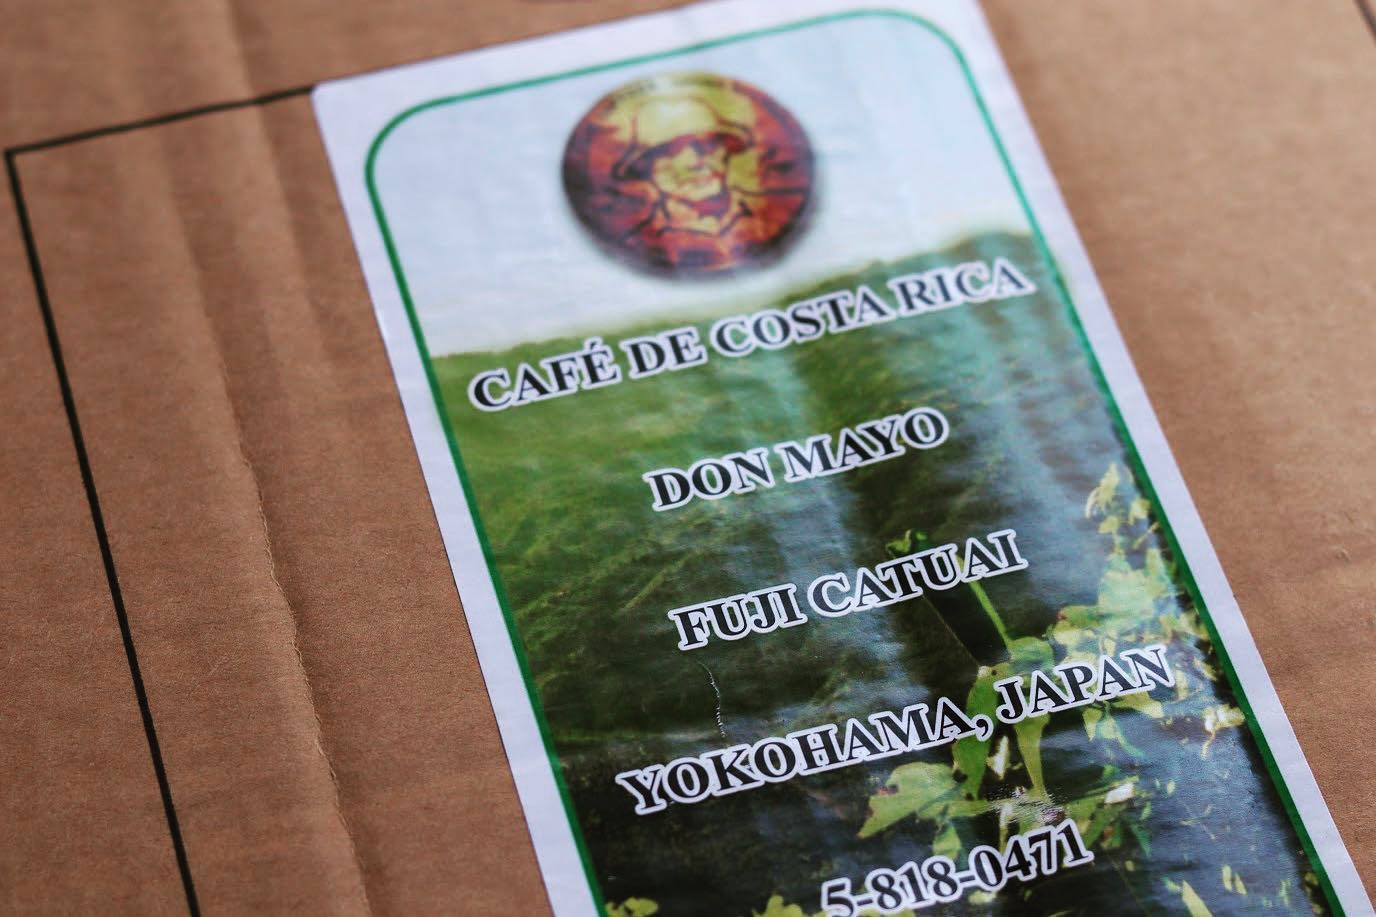 CAFÉ DE COSTA RICA
DON MAYO
FUJI CATUAI
YOKOHAMA, JAPAN
5-818-0471